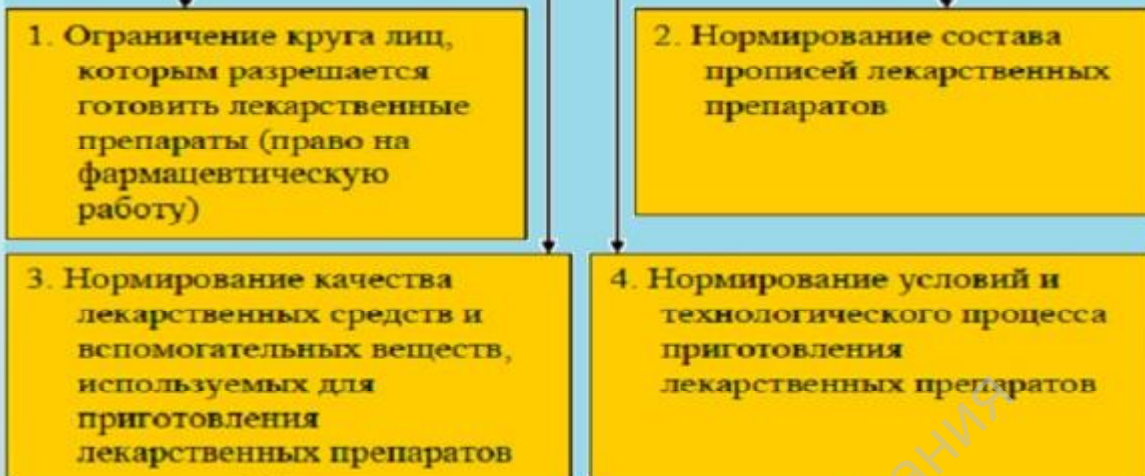 1. Ограничение круга лиц,
которым разрешается
готовить лекарственные
препараты (право на
фармацевтическую
работу)
2. Нормирование состава
прописей лекарственных
препаратов
3. Нормирование качества
лекарственных средств и
вспомогательных веществ,
используемых для
приготовления
лекарственных препаратов
4. Нормирование условий и
технологического процесса
приготовления
лекарственных препаратов